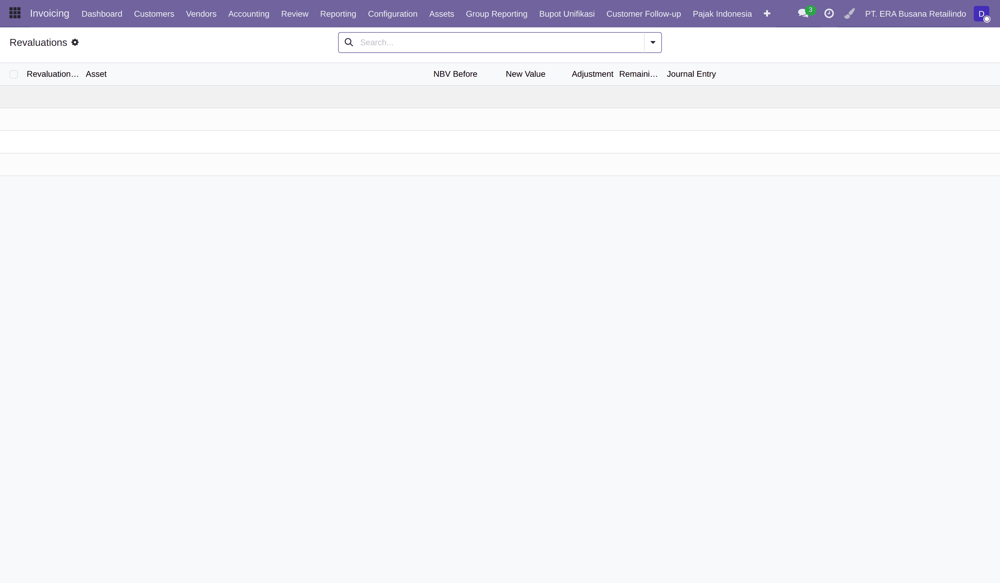 Invoicing Dashboard Customers Vendors Accounting Review Reporting Configuration Assets Group Reporting Bupot Unifikasi Customer Follow-up Pajak Indonesia 3 PT. ERA Busana Retailindo D
Revaluations Search...
Revaluation… Asset NBV Before New Value Adjustment Remaini… Journal Entry